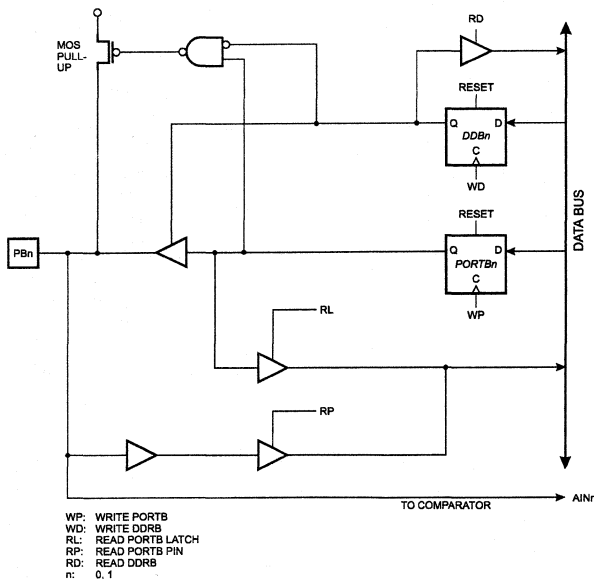 MOS
PULL-
UP
RD
RESET
Q D
DDBn
C
WD
DATA BUS
RESET
PBn
Q D
PORTBn
C
WP
RL
RP
TO COMPARATOR
AINr
WP: WRITE PORTB
WD: WRITE DDRB
RL: READ PORTB LATCH
RP: READ PORTB PIN
RD: READ DDRB
n: 0, 1